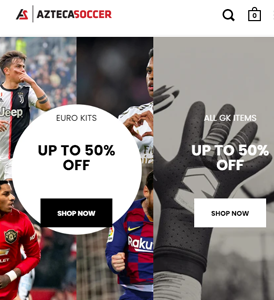 AZTECASOCCER
0
EURO KITS
UP TO 50%
OFF
SHOP NOW
ALL GK ITEMS
UP TO 50%
OFF
SHOP NOW
Jeep
Raku